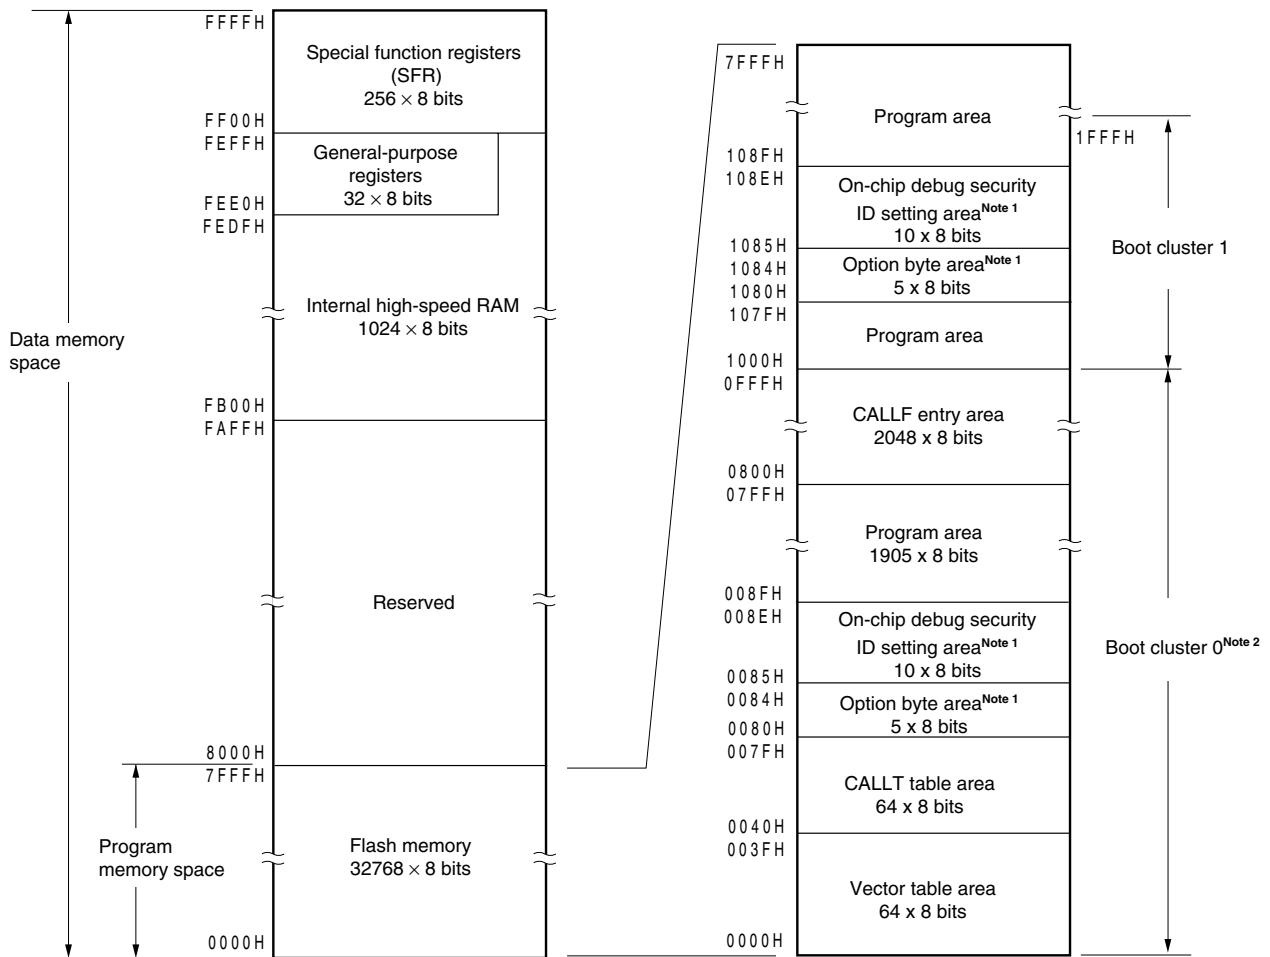 FFFFH
Special function registers
(SFR)
256 × 8 bits
FF00H
FEFFH
General-purpose
registers
32 × 8 bits
FEE0H
FEDFH
Internal high-speed RAM
1024 × 8 bits
Data memory
space
FB00H
FAFFH
Reserved
8000H
7FFFH
Program
memory space
Flash memory
32768 × 8 bits
0000H
7FFFH
Program area
1FFFH
108FH
108EH
On-chip debug security
ID setting areaNote 1
10 x 8 bits
Boot cluster 1
1085H
1084H
Option byte areaNote 1
5 x 8 bits
1080H
107FH
Program area
1000H
0FFFH
CALLF entry area
2048 x 8 bits
0800H
07FFH
Program area
1905 x 8 bits
008FH
008EH
On-chip debug security
ID setting areaNote 1
10 x 8 bits
Boot cluster 0Note 2
0085H
0084H
Option byte areaNote 1
5 x 8 bits
0080H
007FH
CALLT table area
64 x 8 bits
0040H
003FH
Vector table area
64 x 8 bits
0000H